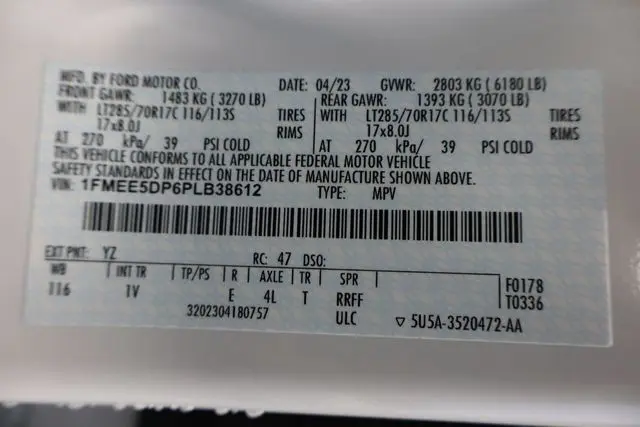 MFD. BY FORD MOTOR CO. DATE: 04/23 GVWR: 2803 KG ( 6180 LB)
FRONT GAWR: 1483 KG ( 3270 LB) REAR GAWR: 1393 KG ( 3070 LB)
WITH LT285/70R17C 116/113S TIRES WITH LT285/70R17C 116/113S TIRES
17x8.0J RIMS 17x8.0J RIMS
AT 270 kPa/ 39 PSI COLD AT 270 kPa/ 39 PSI COLD
THIS VEHICLE CONFORMS TO ALL APPLICABLE FEDERAL MOTOR VEHICLE
SAFETY STANDARDS IN EFFECT ON THE DATE OF MANUFACTURE SHOWN ABOVE.
VIN: 1FMEE5DP6PLB38612 TYPE: MPV
EXT PNT: YZ RC: 47 DSO:
WB INT TR TP/PS R AXLE TR SPR F0178
116 1V E 4L T RRFF T0336
3202304180757 ULC ▽ 5U5A-3520472-AA